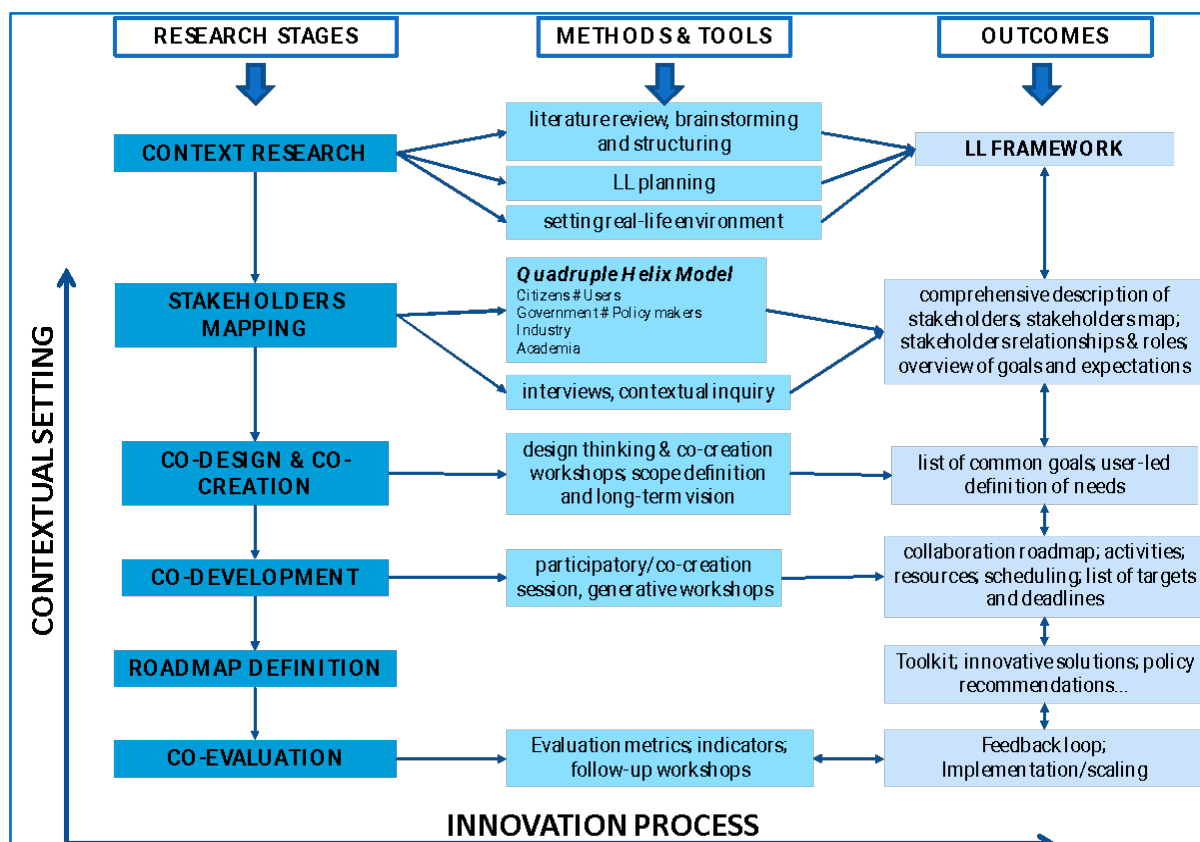 RESEARCH STAGES
METHODS & TOOLS
OUTCOMES
CONTEXT RESEARCH
literature review, brainstorming
and structuring
LL planning
setting real-life environment
LL FRAMEWORK
STAKEHOLDERS
MAPPING
Quadruple Helix Model
Citizens # Users
Government # Policy makers
Industry
Academia
interviews, contextual inquiry
comprehensive description of
stakeholders; stakeholders map;
stakeholders relationships & roles;
overview of goals and expectations
CO-DESIGN & CO-
CREATION
design thinking & co-creation
workshops; scope definition
and long-term vision
list of common goals; user-led
definition of needs
CO-DEVELOPMENT
participatory/co-creation
session, generative workshops
collaboration roadmap; activities;
resources; scheduling; list of targets
and deadlines
ROADMAP DEFINITION
Toolkit; innovative solutions; policy
recommendations...
CO-EVALUATION
Evaluation metrics; indicators;
follow-up workshops
Feedback loop;
Implementation/scaling
CONTEXTUAL SETTING
INNOVATION PROCESS